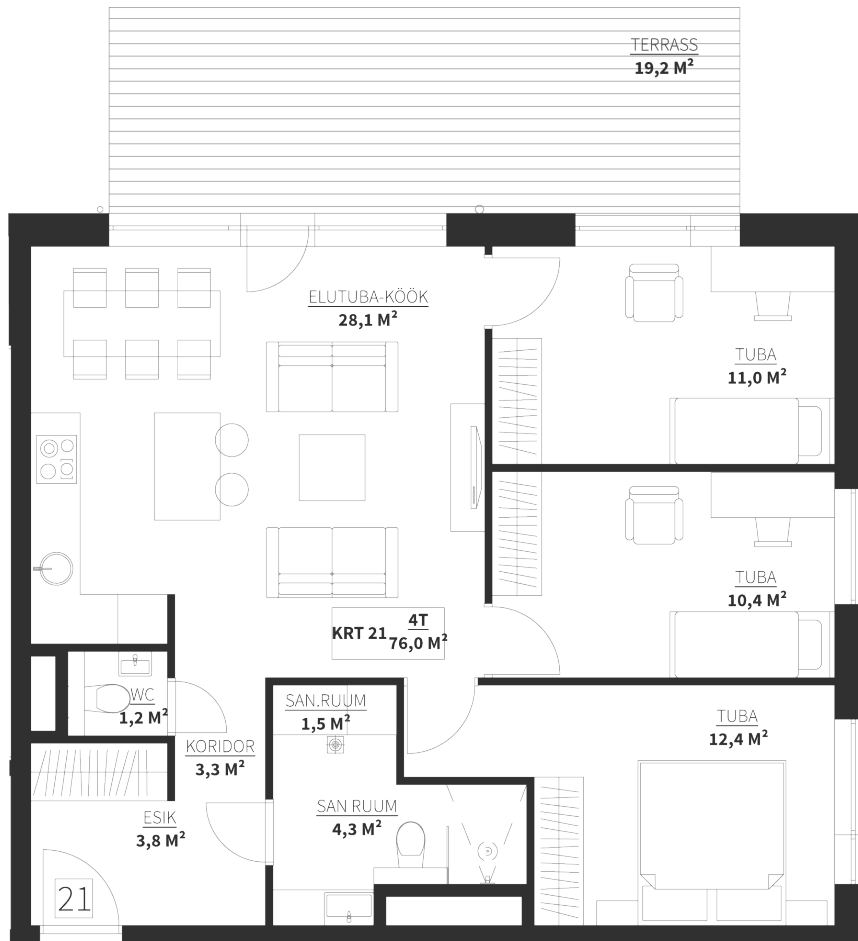 TERRASS
19,2 M²
ELUTUBA-KÖÖK
28,1 M²
TUBA
11,0 M²
TUBA
10,4 M²
KRT 21 4T
76,0 M²
WC
1,2 M²
SAN.RUUM
1,5 M²
TUBA
12,4 M²
KORIDOR
3,3 M²
ESIK
3,8 M²
SAN RUUM
4,3 M²
21